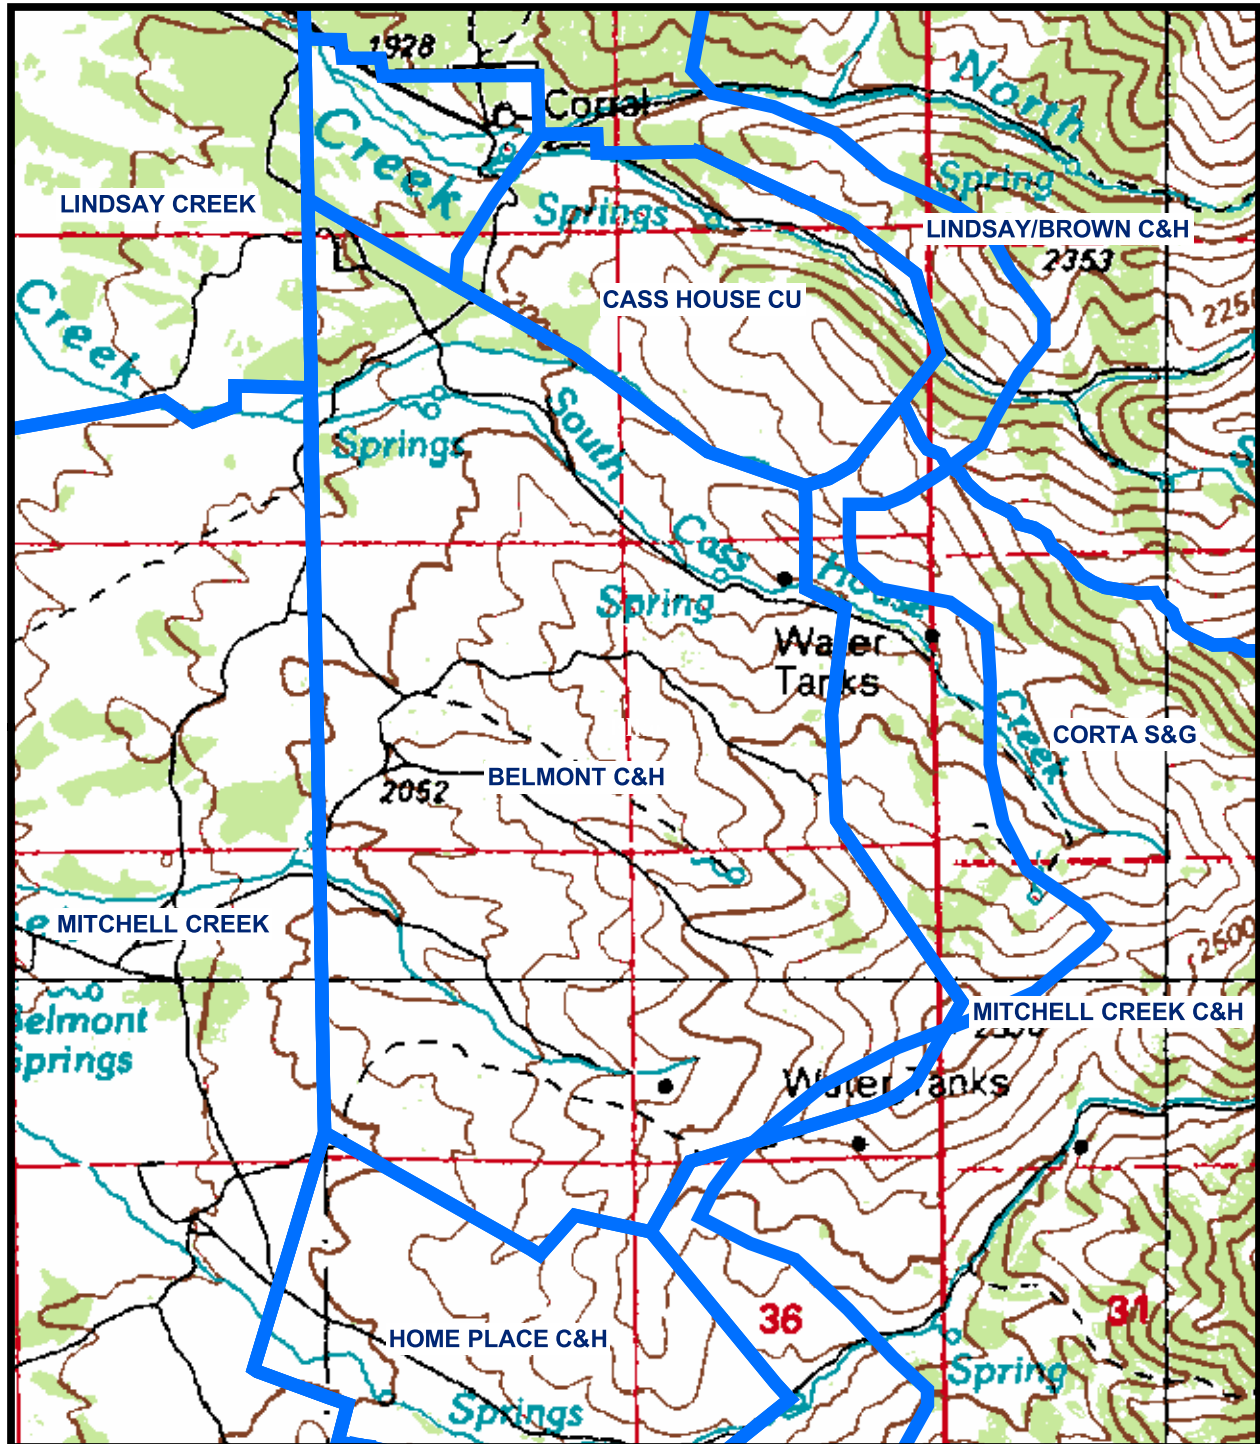 1928
North
Corral
Creek
Spring
LINDSAY CREEK
Springs
LINDSAY/BROWN C&H
2353
Creek
CASS HOUSE CU
225
Springs
South
Cass
House
Spring
Water
Tanks
Creek
CORTA S&G
BELMONT C&H
2052
MITCHELL CREEK
2500
Belmont
Springs
MITCHELL CREEK C&H
Water Tanks
36
31
HOME PLACE C&H
Spring
Springs